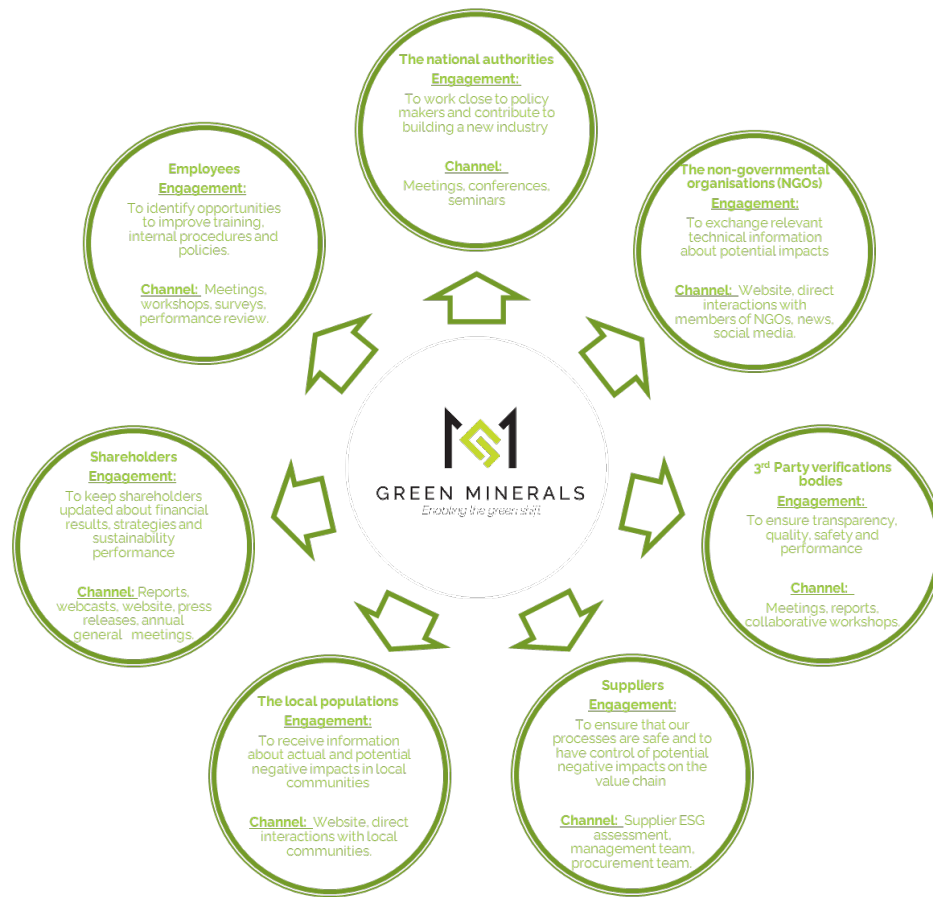 The national authorities
Engagement:
To work close to policy
makers and contribute to
building a new industry
Channel:
Meetings, conferences,
seminars
The non-governmental
organisations (NGOs)
Engagement:
To exchange relevant
technical information
about potential impacts
Channel: Website, direct
interactions with
members of NGOs, news,
social media.
3rd Party verifications
bodies
Engagement:
To ensure transparency,
quality, safety and
performance
Channel:
Meetings, reports,
collaborative workshops.
Suppliers
Engagement:
To ensure that our
processes are safe and to
have control of potential
negative impacts on the
value chain
Channel: Supplier ESG
assessment,
management team,
procurement team.
The local populations
Engagement:
To receive information
about actual and potential
negative impacts in local
communities
Channel: Website, direct
interactions with local
communities.
Shareholders
Engagement:
To keep shareholders
updated about financial
results, strategies and
sustainability
performance
Channel: Reports,
webcasts, website, press
releases, annual
general meetings.
Employees
Engagement:
To identify opportunities
to improve training,
internal procedures and
policies.
Channel: Meetings,
workshops, surveys,
performance review.
GREEN MINERALS
Enabling the green shift